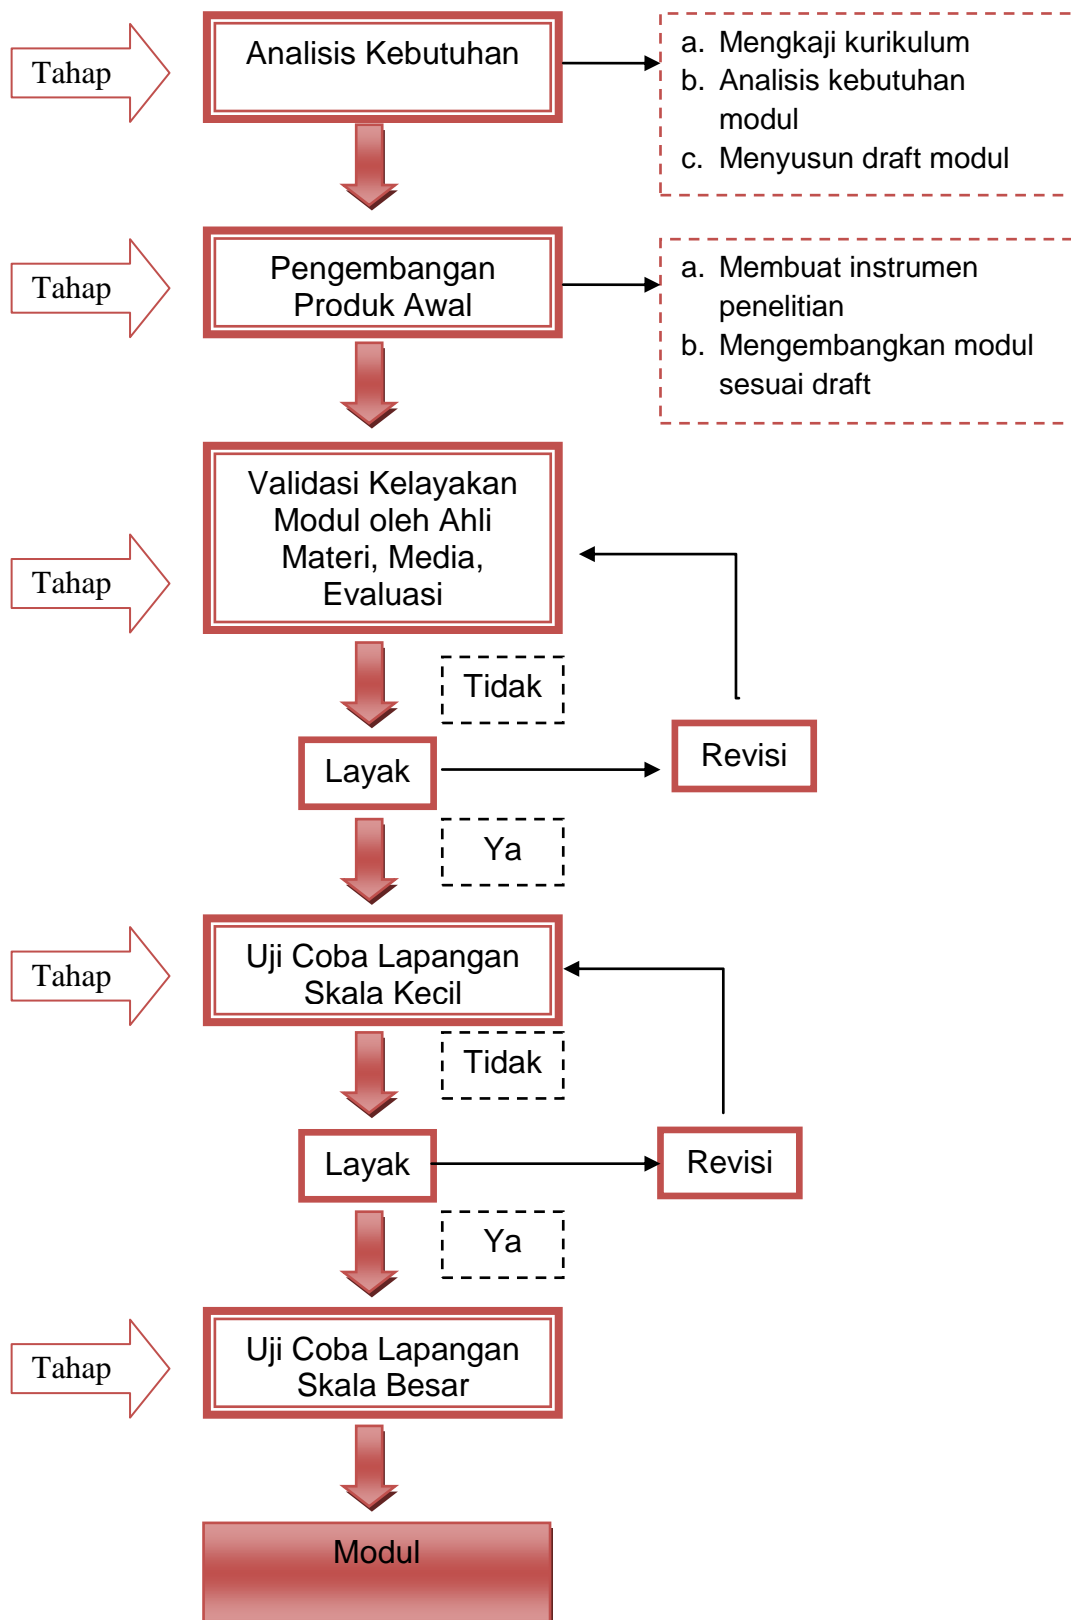 Tahap
Analisis Kebutuhan
a. Mengkaji kurikulum
b. Analisis kebutuhan
modul
c. Menyusun draft modul
Tahap
Pengembangan
Produk Awal
a. Membuat instrumen
penelitian
b. Mengembangkan modul
sesuai draft
Tahap
Validasi Kelayakan
Modul oleh Ahli
Materi, Media,
Evaluasi
Tidak
Layak
Revisi
Ya
Tahap
Uji Coba Lapangan
Skala Kecil
Tidak
Layak
Revisi
Ya
Tahap
Uji Coba Lapangan
Skala Besar
Modul